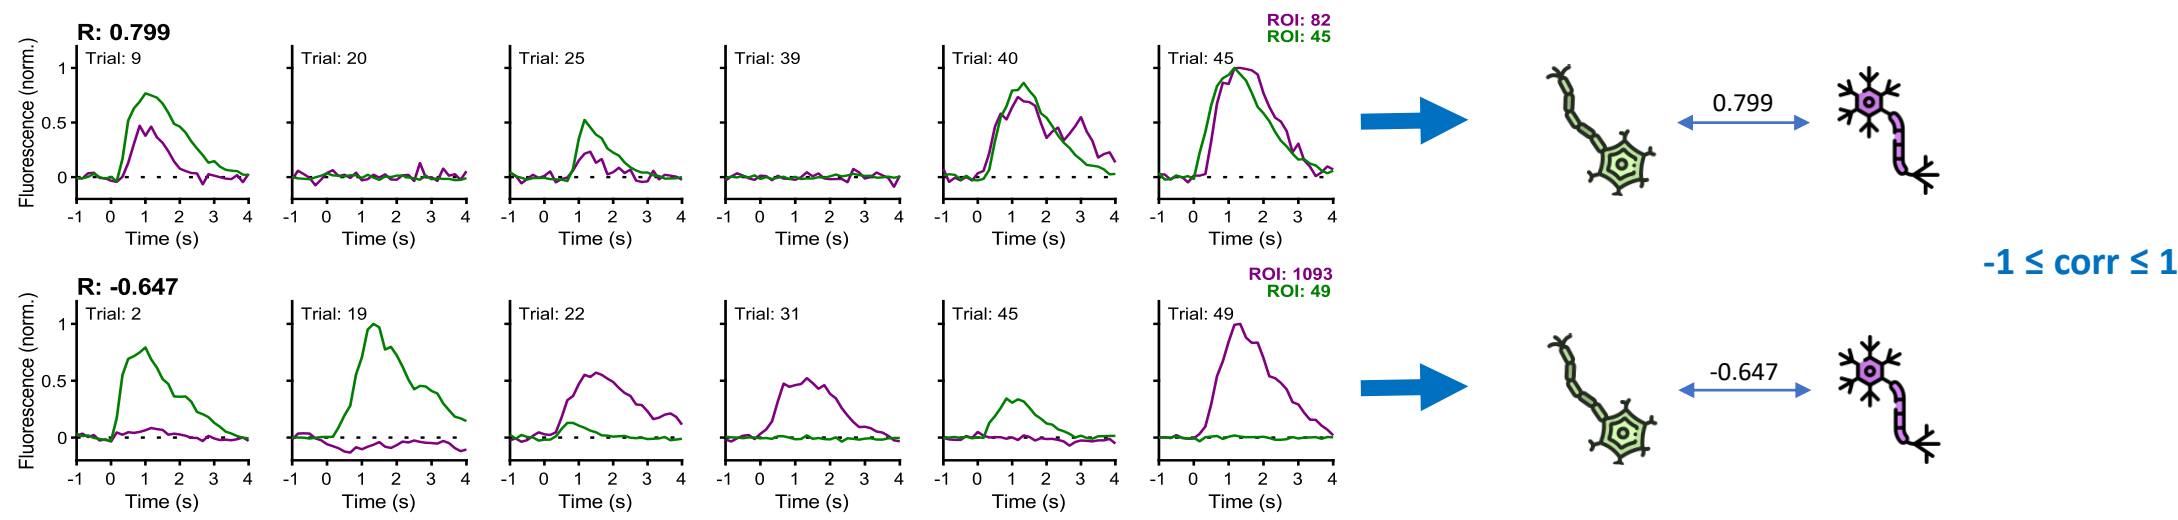 R: 0.799
ROI: 82
ROI: 45
Fluorescence (norm.)
Trial: 9
Trial: 20
Trial: 25
Trial: 39
Trial: 40
Trial: 45
1
0.5
0
-1 0 1 2 3 4
-1 0 1 2 3 4
-1 0 1 2 3 4
-1 0 1 2 3 4
-1 0 1 2 3 4
-1 0 1 2 3 4
Time (s)
Time (s)
Time (s)
Time (s)
Time (s)
Time (s)
0.799
-1 ≤ corr ≤ 1
R: -0.647
ROI: 1093
ROI: 49
Fluorescence (norm.)
Trial: 2
Trial: 19
Trial: 22
Trial: 31
Trial: 45
Trial: 49
1
0.5
0
-1 0 1 2 3 4
-1 0 1 2 3 4
-1 0 1 2 3 4
-1 0 1 2 3 4
-1 0 1 2 3 4
-1 0 1 2 3 4
Time (s)
Time (s)
Time (s)
Time (s)
Time (s)
Time (s)
-0.647